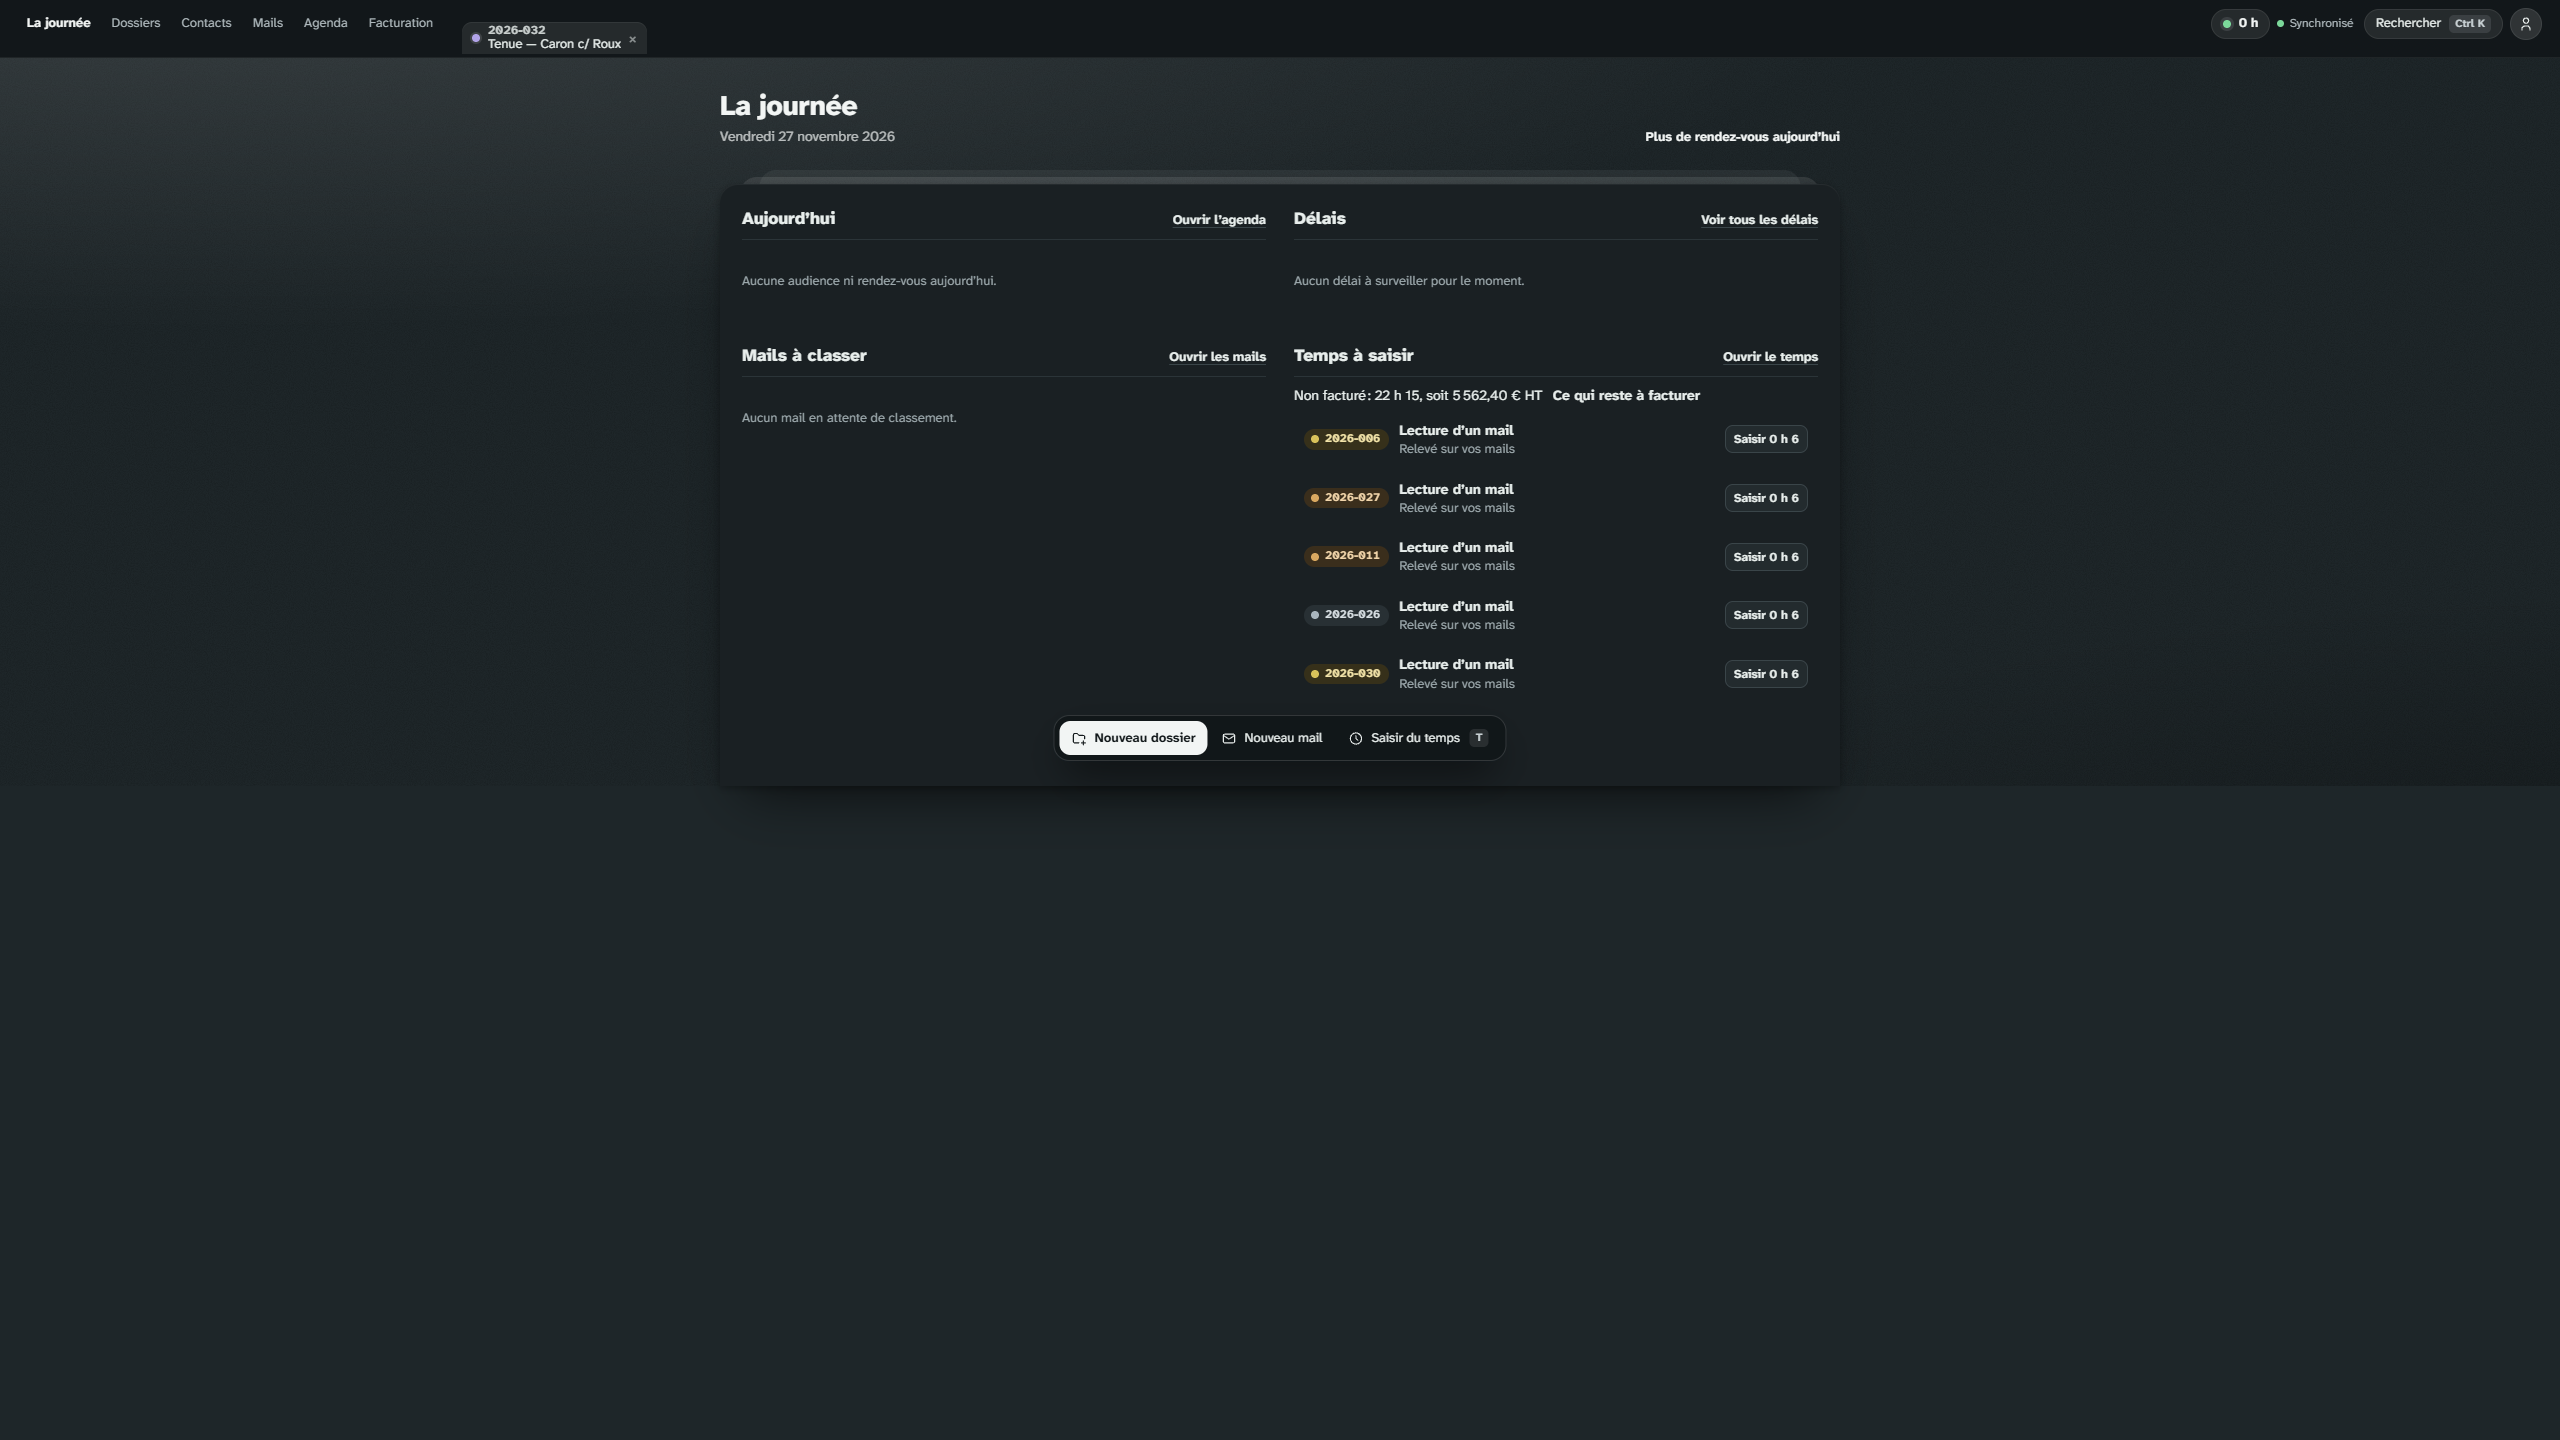 La journée
Dossiers
Contacts
Mails
Agenda
Facturation
2026-032
Tenue — Caron c/ Roux ×
0 h
Synchronisé
Rechercher Ctrl K
La journée
Vendredi 27 novembre 2026
Plus de rendez-vous aujourd’hui
Aujourd’hui
Ouvrir l’agenda
Aucune audience ni rendez-vous aujourd’hui.
Délais
Voir tous les délais
Aucun délai à surveiller pour le moment.
Mails à classer
Ouvrir les mails
Aucun mail en attente de classement.
Temps à saisir
Ouvrir le temps
Non facturé : 22 h 15, soit 5 562,40 € HT Ce qui reste à facturer
2026-006
Lecture d’un mail
Relevé sur vos mails
Saisir 0 h 6
2026-027
Lecture d’un mail
Relevé sur vos mails
Saisir 0 h 6
2026-011
Lecture d’un mail
Relevé sur vos mails
Saisir 0 h 6
2026-026
Lecture d’un mail
Relevé sur vos mails
Saisir 0 h 6
2026-030
Lecture d’un mail
Relevé sur vos mails
Saisir 0 h 6
Nouveau dossier
Nouveau mail
Saisir du temps T